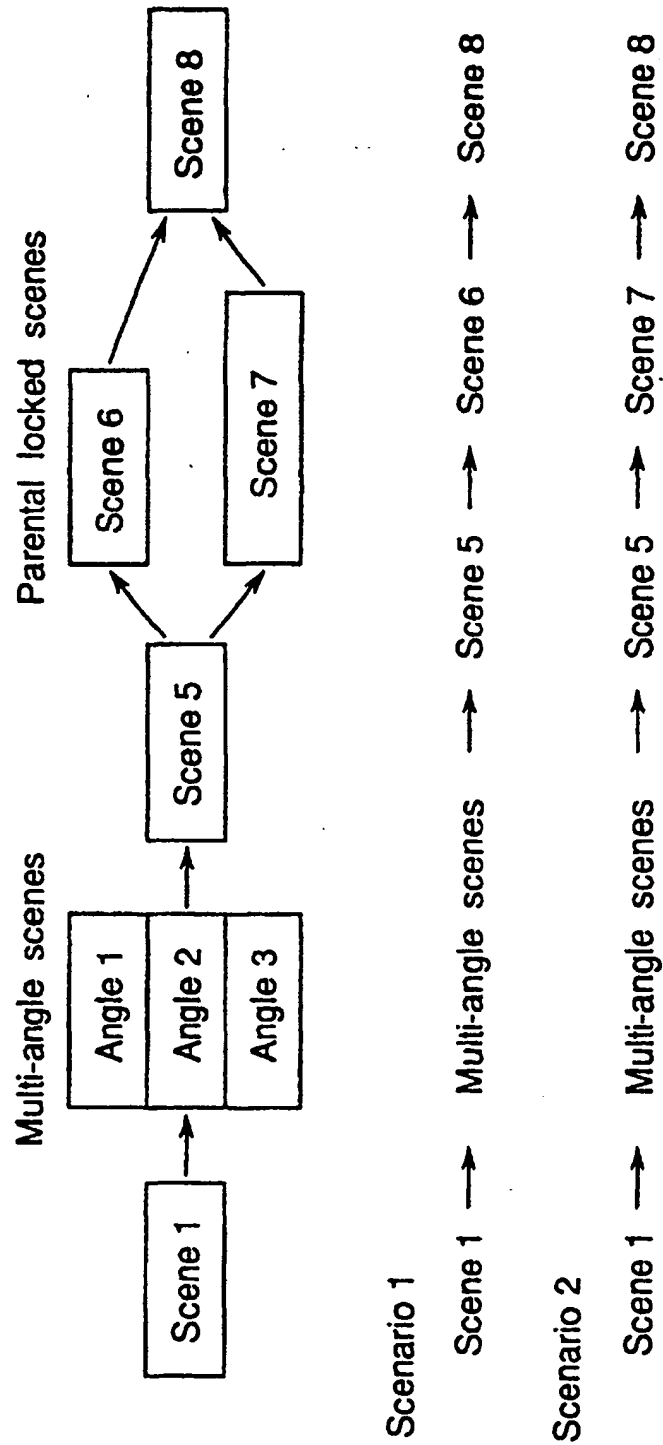 Multi-angle scenes
Parental locked scenes
Scene 1
Angle 1
Angle 2
Angle 3
Scene 5
Scene 6
Scene 7
Scene 8
Scenario 1
Scene 1 → Multi-angle scenes → Scene 5 → Scene 6 → Scene 8
Scenario 2
Scene 1 → Multi-angle scenes → Scene 5 → Scene 7 → Scene 8